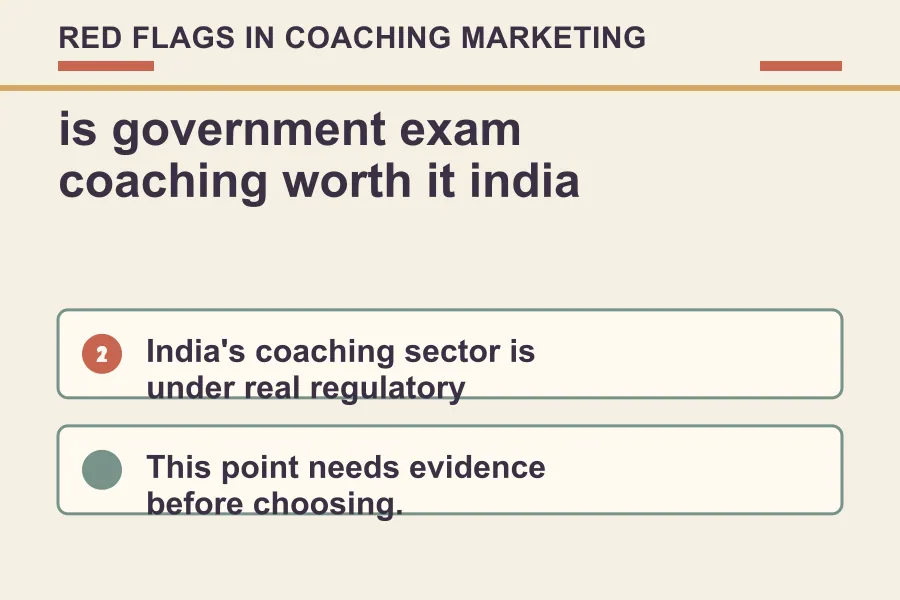 RED FLAGS IN COACHING MARKETING
is government exam
coaching worth it india
2
India's coaching sector is
under real regulatory
This point needs evidence
before choosing.